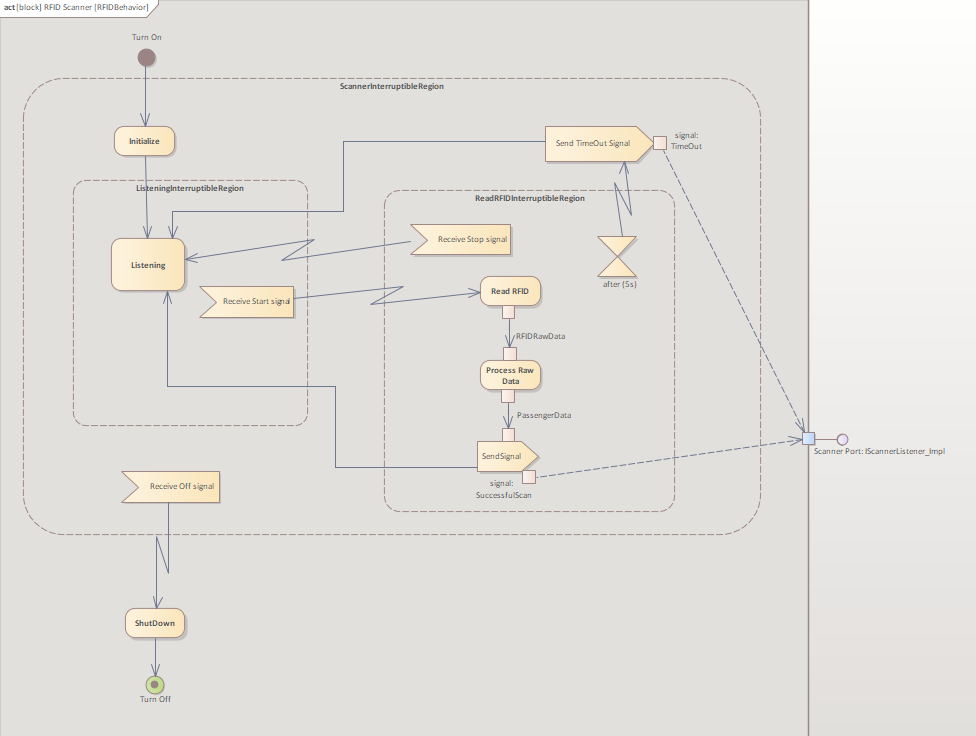 act [block] RFID Scanner [RFIDBehavior]
Turn On
ScannerInterruptibleRegion
Initialize
Send TimeOut Signal
signal:
TimeOut
ListeningInterruptibleRegion
ReadRFIDInterruptibleRegion
Receive Stop signal
Listening
after (5s)
Read RFID
Receive Start signal
RFIDRawData
Process Raw
Data
PassengerData
Scanner Port: IScannerListener_Impl
SendSignal
signal:
SuccessfulScan
Receive Off signal
ShutDown
Turn Off